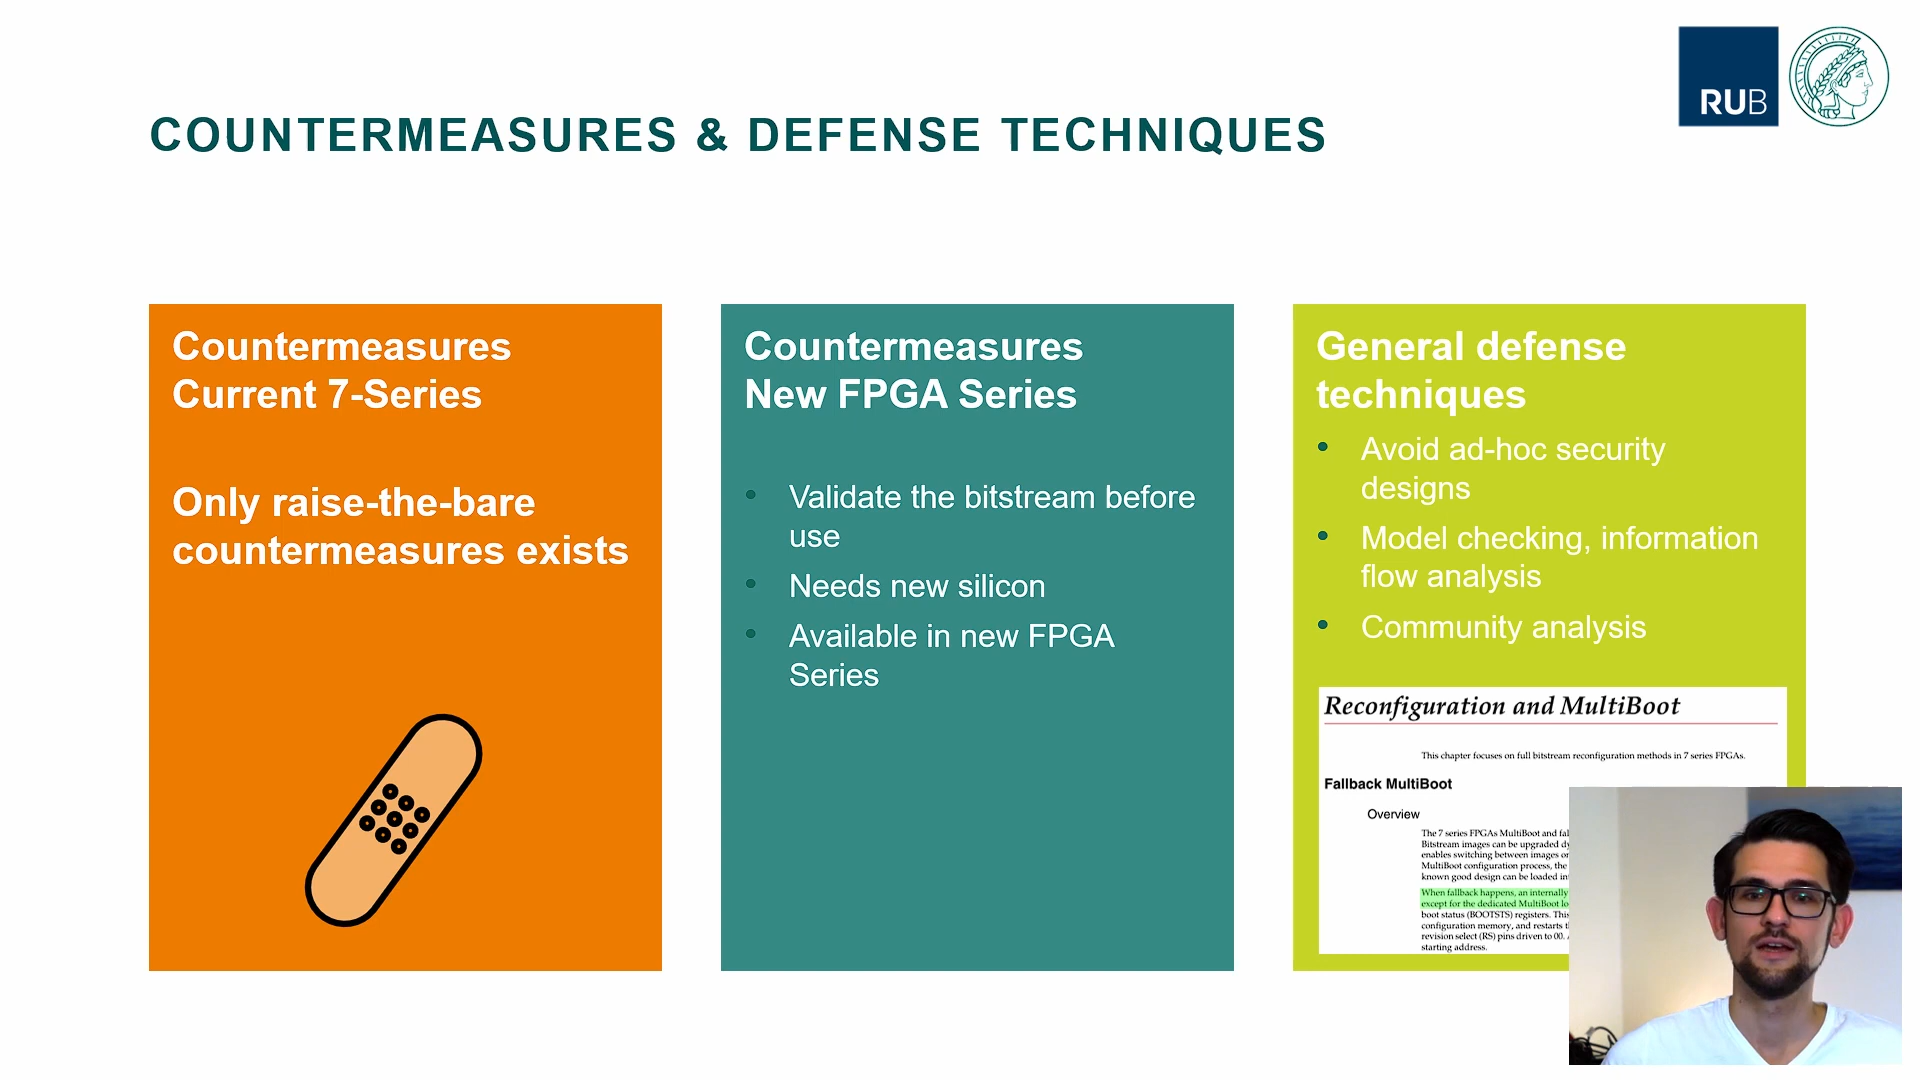 RUB
COUNTERMEASURES & DEFENSE TECHNIQUES
Countermeasures
Current 7-Series
Only raise-the-bare
countermeasures exists
Countermeasures
New FPGA Series
• Validate the bitstream before
use
• Needs new silicon
• Available in new FPGA
Series
General defense
techniques
• Avoid ad-hoc security
designs
• Model checking, information
flow analysis
• Community analysis
Reconfiguration and MultiBoot
This chapter focuses on full bitstream reconfiguration methods in 7 series FPGAs.
Fallback MultiBoot
Overview
The 7 series FPGAs MultiBoot and
Bitstream images can be upgraded
enables switching between images
MultiBoot configuration process, the
known good design can be loaded
When fallback happens, an internally
except for the dedicated MultiBoot
boot status (BOOTSTS) registers. This
configuration memory, and restarts
revision select (RS) pins driven to 00.
starting address.